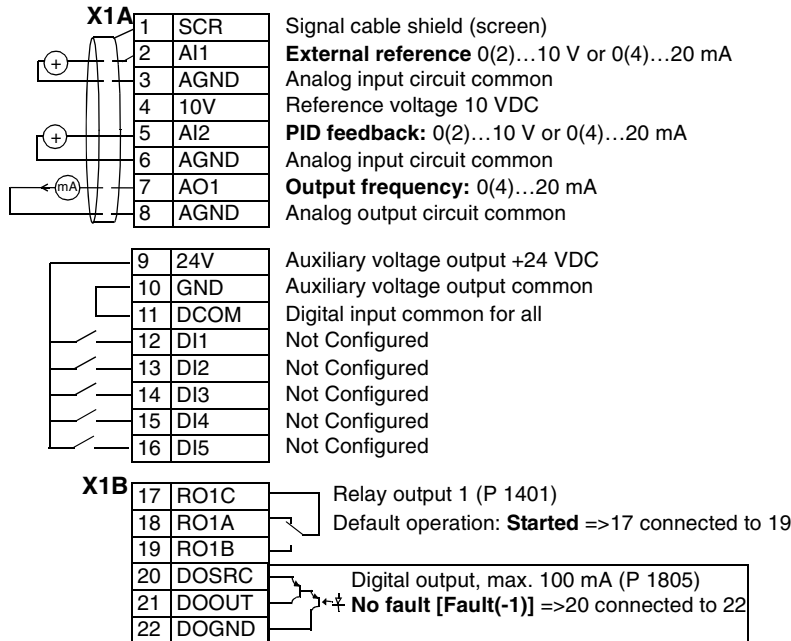 X1A
1 SCR Signal cable shield (screen)
2 AI1 External reference 0(2)…10 V or 0(4)…20 mA
3 AGND Analog input circuit common
4 10V Reference voltage 10 VDC
5 AI2 PID feedback: 0(2)…10 V or 0(4)…20 mA
6 AGND Analog input circuit common
7 AO1 Output frequency: 0(4)…20 mA
8 AGND Analog output circuit common
+
+
mA
9 24V Auxiliary voltage output +24 VDC
10 GND Auxiliary voltage output common
11 DCOM Digital input common for all
12 DI1 Not Configured
13 DI2 Not Configured
14 DI3 Not Configured
15 DI4 Not Configured
16 DI5 Not Configured
X1B
17 RO1C Relay output 1 (P 1401)
18 RO1A Default operation: Started =>17 connected to 19
19 RO1B
20 DOSRC Digital output, max. 100 mA (P 1805)
21 DOOUT No fault [Fault(-1)] =>20 connected to 22
22 DOGND